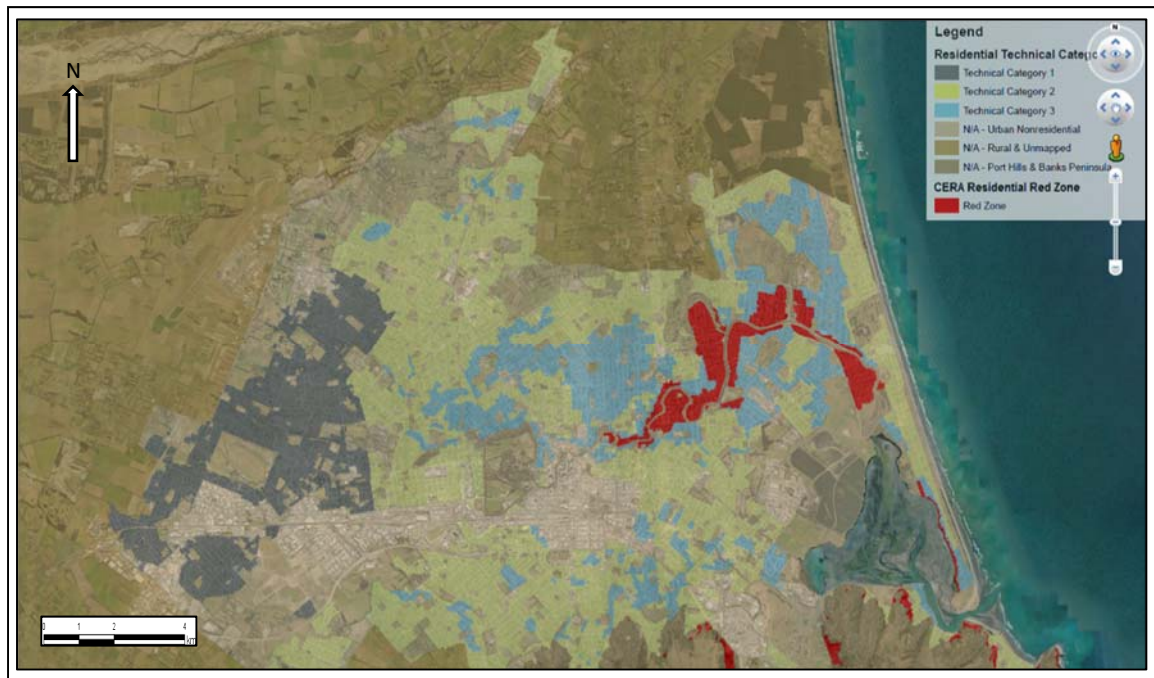 N
Legend
Residential Technical Catego
Technical Category 1
Technical Category 2
Technical Category 3
N/A - Urban Nonresidential
N/A - Rural & Unmapped
N/A - Port Hills & Banks Peninsula
CERA Residential Red Zone
Red Zone
N
0 1 2 4
km